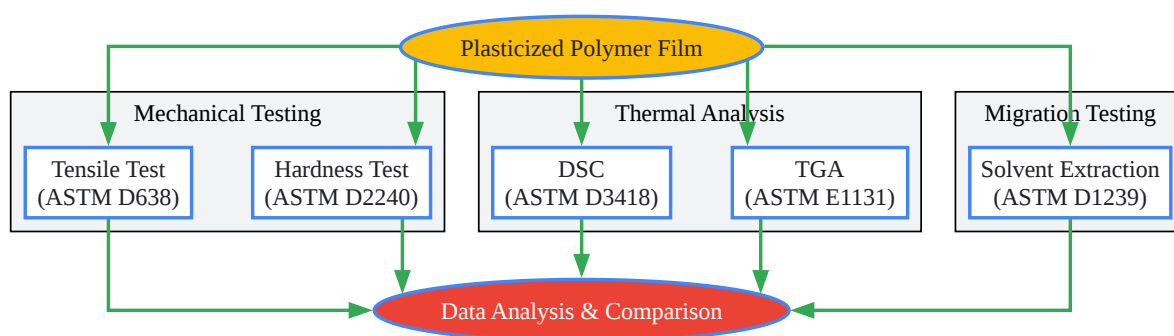 Plasticized Polymer Film
Mechanical Testing
Thermal Analysis
Migration Testing
Tensile Test
(ASTM D638)
Hardness Test
(ASTM D2240)
DSC
(ASTM D3418)
TGA
(ASTM E1131)
Solvent Extraction
(ASTM D1239)
Data Analysis & Comparison